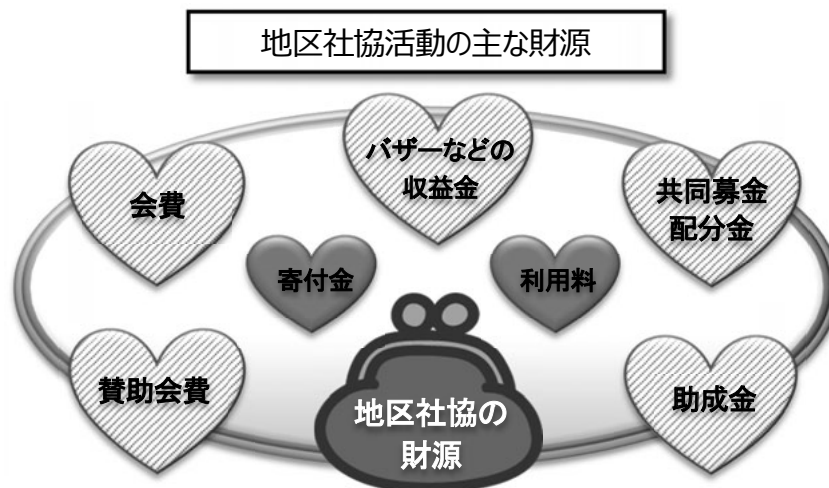 地区社協活動の主な財源
バザーなどの
収益金
会費
共同募金
配分金
寄付金
利用料
賛助会費
助成金
地区社協の
財源